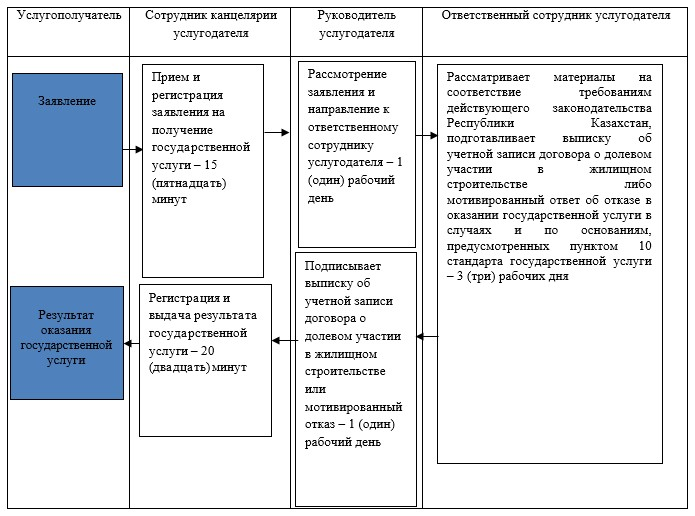 Услугополучатель
Сотрудник канцелярии
услугодателя
Руководитель
услугодателя
Ответственный сотрудник услугодателя
Заявление
Прием и
регистрация
заявления на
получение
государственной
услуги – 15
(пятнадцать)
минут
Рассмотрение
заявления и
направление к
ответственному
сотруднику
услугодателя – 1
(один) рабочий
день
Рассматривает материалы на
соответствие требованиям
действующего законодательства
Республики Казахстан,
подготавливает выписку об
учетной записи договора о долевом
участии в жилищном
строительстве либо
мотивированный ответ об отказе в
оказании государственной услуги в
случаях и по основаниям,
предусмотренных пунктом 10
стандарта государственной услуги
– 3 (три) рабочих дня
Подписывает
выписку об
учетной записи
договора о
долевом участии
в жилищном
строительстве
или
мотивированный
отказ – 1 (один)
рабочий день
Регистрация и
выдача результата
государственной
услуги – 20
(двадцать) минут
Результат
оказания
государственной
услуги